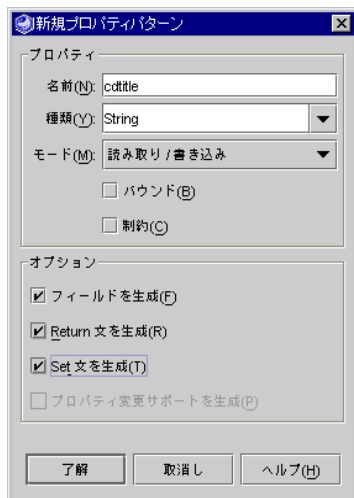 新規プロパティパターン
プロパティ
名前(N): cdtitle
種類(Y): String
モード(M): 読み取り / 書き込み
バウンド(B)
制約(C)
オプション
フィールドを生成(F)
Return 文を生成(R)
Set 文を生成(T)
プロパティ変更サポートを生成(P)
了解 取消し ヘルプ(H)